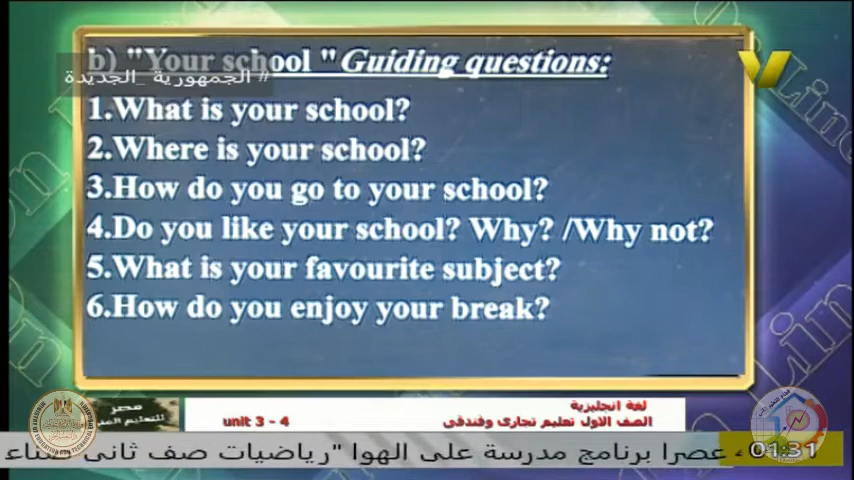 b) "Your school "Guiding questions:
#الجمهورية_الجديدة
1.What is your school?
2.Where is your school?
3.How do you go to your school?
4.Do you like your school? Why? /Why not?
5.What is your favourite subject?
6.How do you enjoy your break?
مصر
لغة انجليزية
الصف الاول تعليم تجارى وفندقى
unit 3 - 4
عصرا برنامج مدرسة على الهوا "رياضيات صف ثانى
01:31